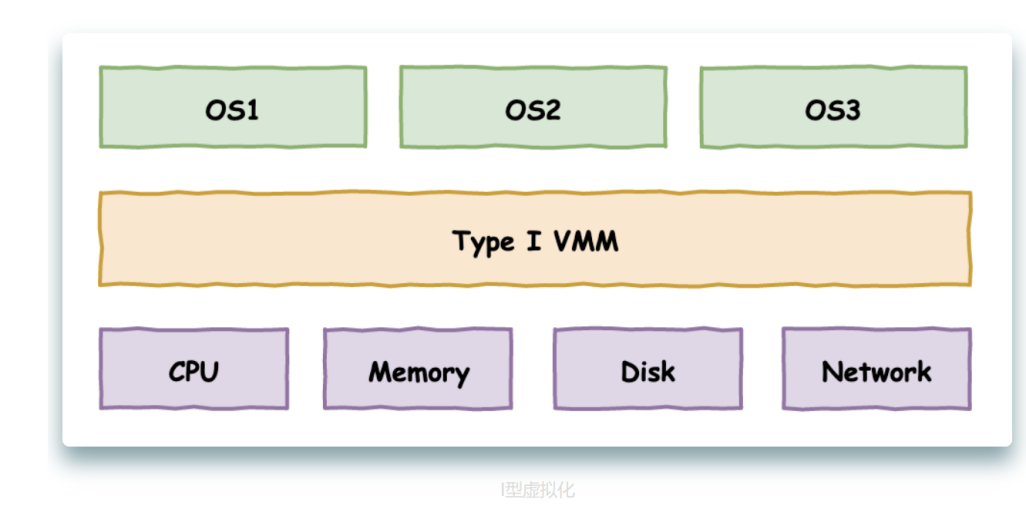 OS1 OS2 OS3
Type I VMM
CPU Memory Disk Network
I型虚拟化